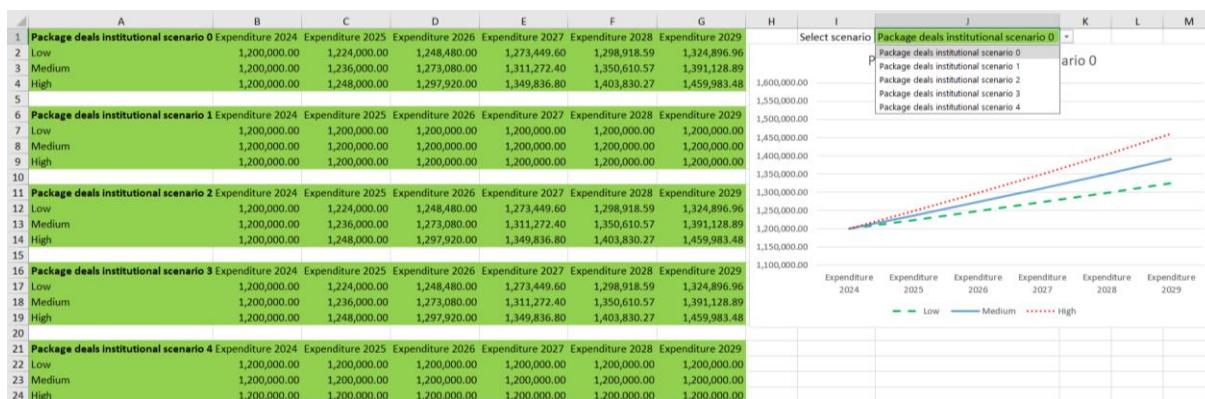 A B C D E F G H I J K L M
1 Package deals institutional scenario 0 Expenditure 2024 Expenditure 2025 Expenditure 2026 Expenditure 2027 Expenditure 2028 Expenditure 2029 Select scenario Package deals institutional scenario 0
2 Low 1,200,000.00 1,224,000.00 1,248,480.00 1,273,449.60 1,298,918.59 1,324,896.96
3 Medium 1,200,000.00 1,236,000.00 1,273,080.00 1,311,272.40 1,350,610.57 1,391,128.89
4 High 1,200,000.00 1,248,000.00 1,297,920.00 1,349,836.80 1,403,830.27 1,459,983.48
5
6 Package deals institutional scenario 1 Expenditure 2024 Expenditure 2025 Expenditure 2026 Expenditure 2027 Expenditure 2028 Expenditure 2029
7 Low 1,200,000.00 1,200,000.00 1,200,000.00 1,200,000.00 1,200,000.00 1,200,000.00
8 Medium 1,200,000.00 1,200,000.00 1,200,000.00 1,200,000.00 1,200,000.00 1,200,000.00
9 High 1,200,000.00 1,200,000.00 1,200,000.00 1,200,000.00 1,200,000.00 1,200,000.00
10
11 Package deals institutional scenario 2 Expenditure 2024 Expenditure 2025 Expenditure 2026 Expenditure 2027 Expenditure 2028 Expenditure 2029
12 Low 1,200,000.00 1,224,000.00 1,248,480.00 1,273,449.60 1,298,918.59 1,324,896.96
13 Medium 1,200,000.00 1,236,000.00 1,273,080.00 1,311,272.40 1,350,610.57 1,391,128.89
14 High 1,200,000.00 1,248,000.00 1,297,920.00 1,349,836.80 1,403,830.27 1,459,983.48
15
16 Package deals institutional scenario 3 Expenditure 2024 Expenditure 2025 Expenditure 2026 Expenditure 2027 Expenditure 2028 Expenditure 2029
17 Low 1,200,000.00 1,224,000.00 1,248,480.00 1,273,449.60 1,298,918.59 1,324,896.96
18 Medium 1,200,000.00 1,236,000.00 1,273,080.00 1,311,272.40 1,350,610.57 1,391,128.89
19 High 1,200,000.00 1,248,000.00 1,297,920.00 1,349,836.80 1,403,830.27 1,459,983.48
20
21 Package deals institutional scenario 4 Expenditure 2024 Expenditure 2025 Expenditure 2026 Expenditure 2027 Expenditure 2028 Expenditure 2029
22 Low 1,200,000.00 1,200,000.00 1,200,000.00 1,200,000.00 1,200,000.00 1,200,000.00
23 Medium 1,200,000.00 1,200,000.00 1,200,000.00 1,200,000.00 1,200,000.00 1,200,000.00
24 High 1,200,000.00 1,200,000.00 1,200,000.00 1,200,000.00 1,200,000.00 1,200,000.00
Package deals institutional scenario 0
Package deals institutional scenario 1
Package deals institutional scenario 2
Package deals institutional scenario 3
Package deals institutional scenario 4
P ario 0
1,600,000.00
1,550,000.00
1,500,000.00
1,450,000.00
1,400,000.00
1,350,000.00
1,300,000.00
1,250,000.00
1,200,000.00
1,150,000.00
1,100,000.00
Expenditure Expenditure Expenditure Expenditure Expenditure Expenditure
2024 2025 2026 2027 2028 2029
Low Medium High